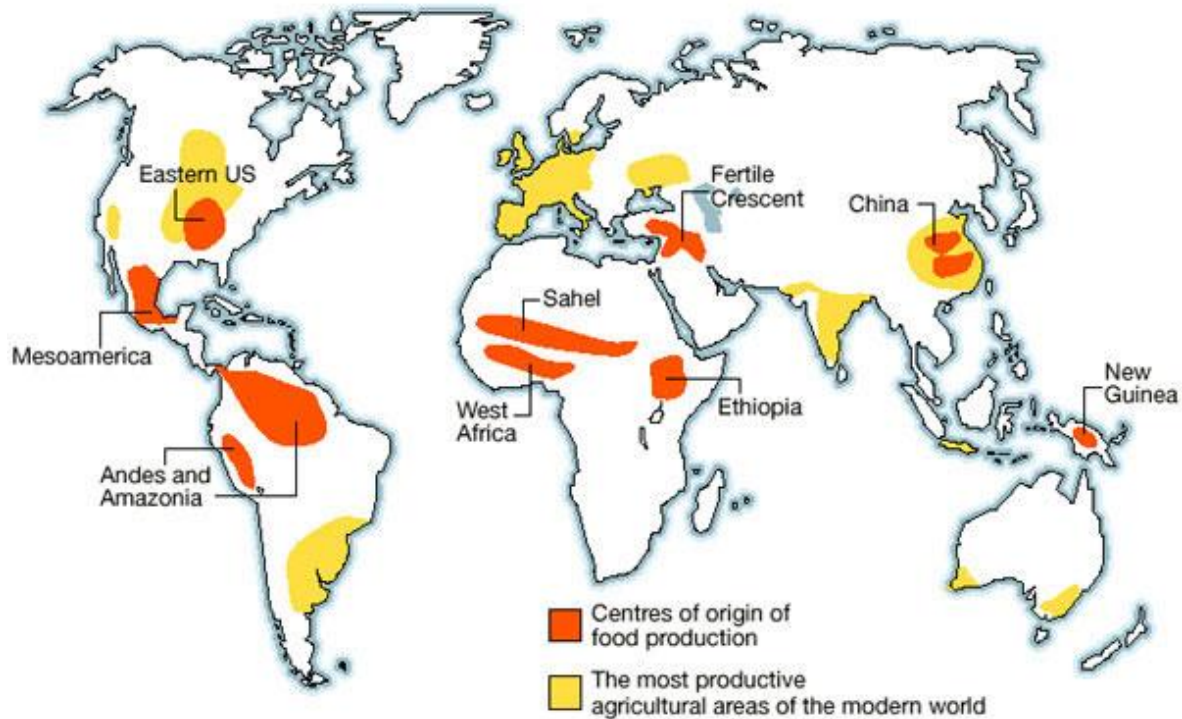 Eastern US
Fertile
Crescent
China
Sahel
Mesoamerica
New
Guinea
West
Africa
Ethiopia
Andes and
Amazonia
Centres of origin of
food production
The most productive
agricultural areas of the modern world